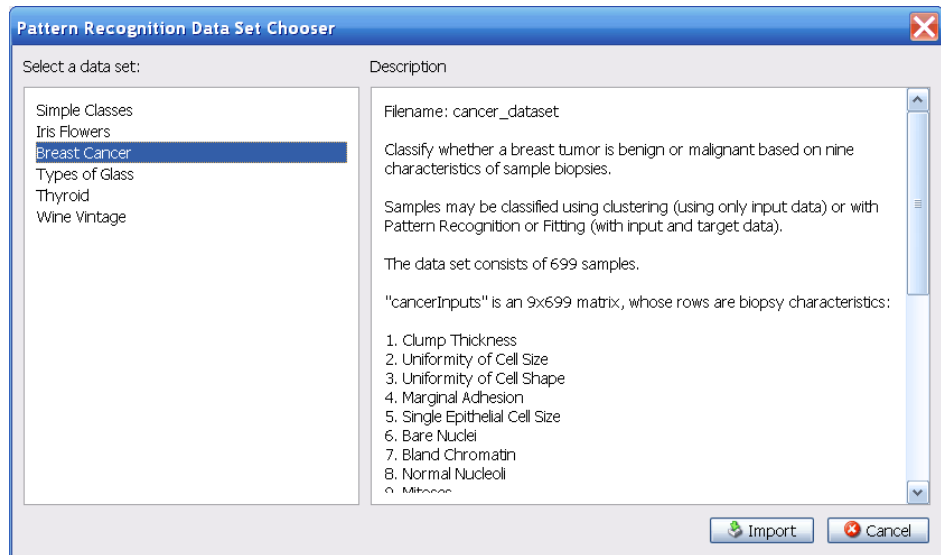 Pattern Recognition Data Set Chooser
Select a data set:
Simple Classes
Iris Flowers
Breast Cancer
Types of Glass
Thyroid
Wine Vintage
Description
Filename: cancer_dataset
Classify whether a breast tumor is benign or malignant based on nine
characteristics of sample biopsies.
Samples may be classified using clustering (using only input data) or with
Pattern Recognition or Fitting (with input and target data).
The data set consists of 699 samples.
"cancerInputs" is an 9x699 matrix, whose rows are biopsy characteristics:
1. Clump Thickness
2. Uniformity of Cell Size
3. Uniformity of Cell Shape
4. Marginal Adhesion
5. Single Epithelial Cell Size
6. Bare Nuclei
7. Bland Chromatin
8. Normal Nucleoli
9. Mitoses
Import
Cancel